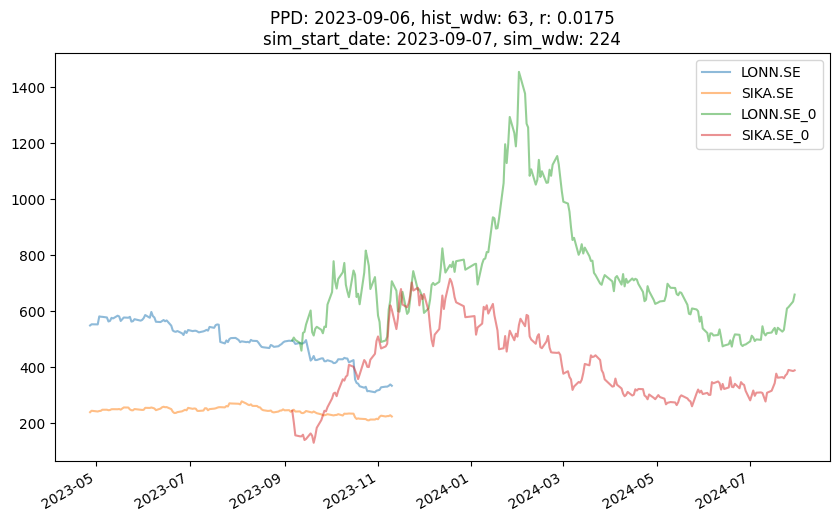 PPD: 2023-09-06, hist_wdw: 63, r: 0.0175
sim_start_date: 2023-09-07, sim_wdw: 224
LONN.SE
SIKA.SE
LONN.SE_0
SIKA.SE_0
1400
1200
1000
800
600
400
200
2023-05
2023-07
2023-09
2023-11
2024-01
2024-03
2024-05
2024-07